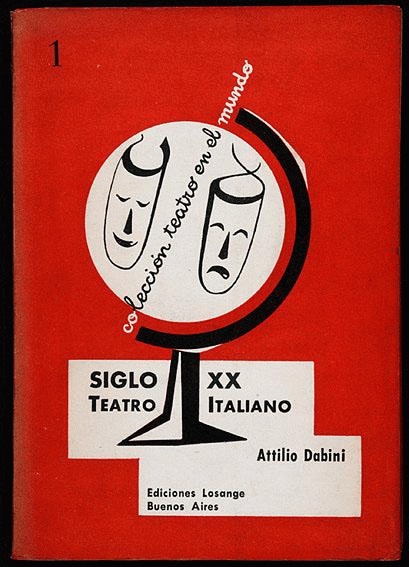 1
colección teatro en el mundo
SIGLO XX
TEATRO ITALIANO
Attilio Dabini
Ediciones Losange
Buenos Aires